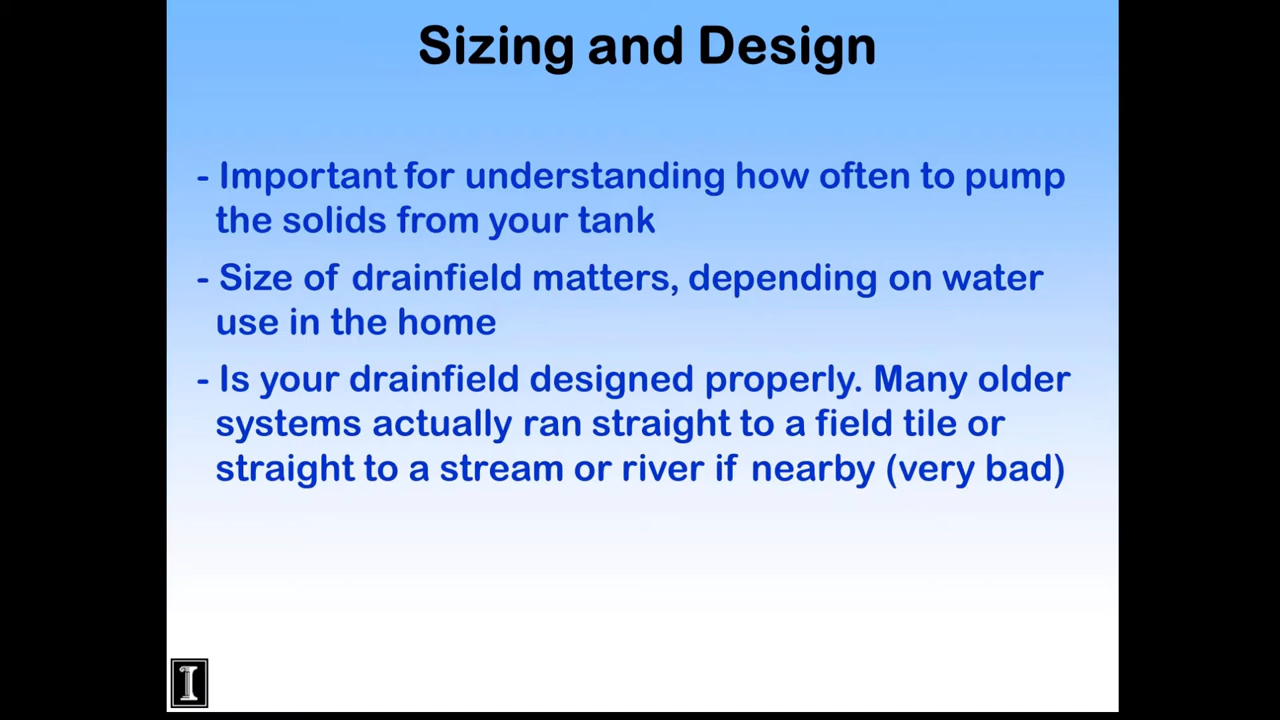 Sizing and Design
- Important for understanding how often to pump
the solids from your tank
- Size of drainfield matters, depending on water
use in the home
- Is your drainfield designed properly. Many older
systems actually ran straight to a field tile or
straight to a stream or river if nearby (very bad)
I